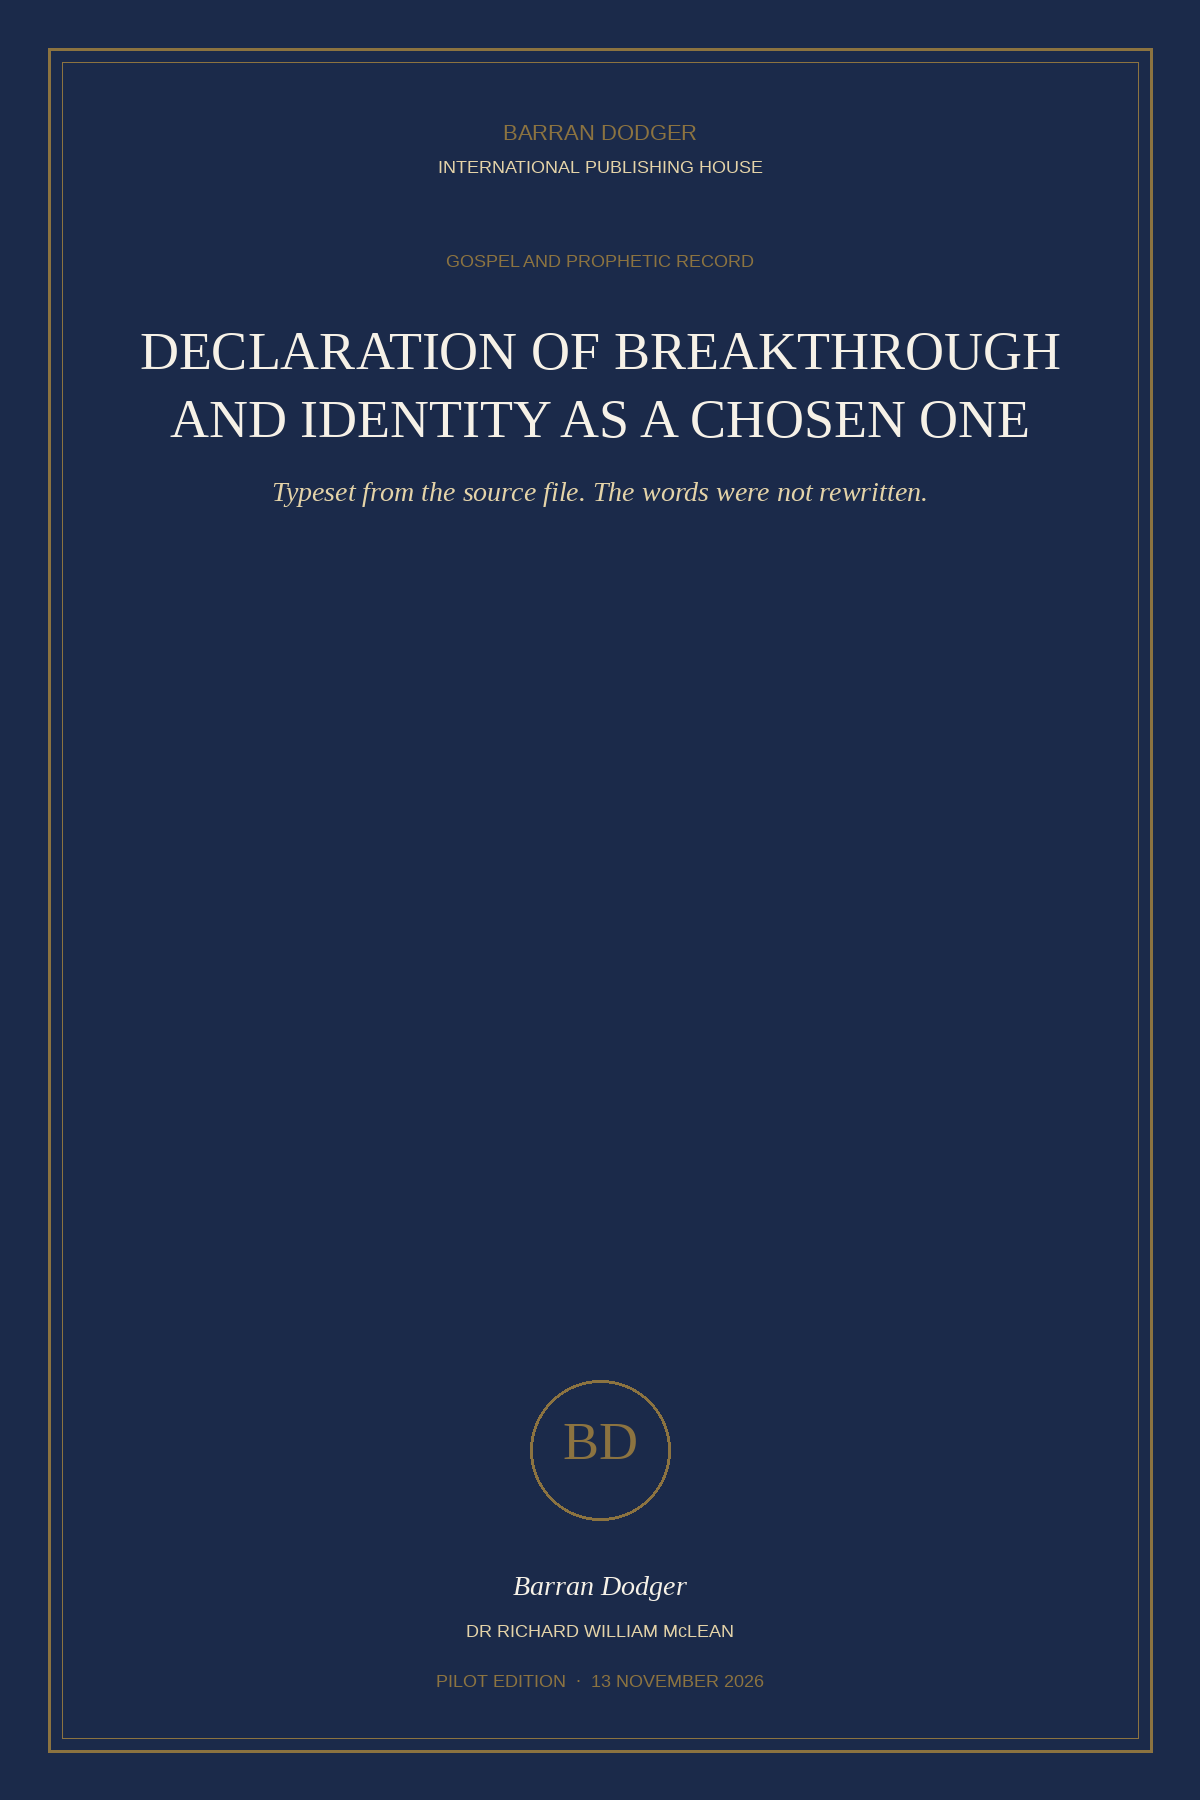 BARRAN DODGER
INTERNATIONAL PUBLISHING HOUSE
GOSPEL AND PROPHETIC RECORD
DECLARATION OF BREAKTHROUGH
AND IDENTITY AS A CHOSEN ONE
Typeset from the source file. The words were not rewritten.
BD
Barran Dodger
DR RICHARD WILLIAM McLEAN
PILOT EDITION · 13 NOVEMBER 2026